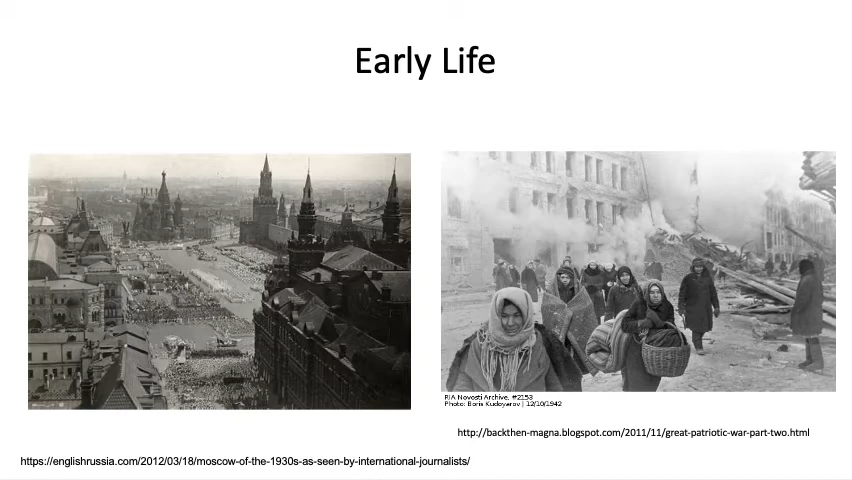 Early Life
RIA Novosti Archive, #2153
Photo: Boris Kudoyarov | 12/10/1942
http://backthen-magna.blogspot.com/2011/11/great-patriotic-war-part-two.html
https://englishrussia.com/2012/03/18/moscow-of-the-1930s-as-seen-by-international-journalists/